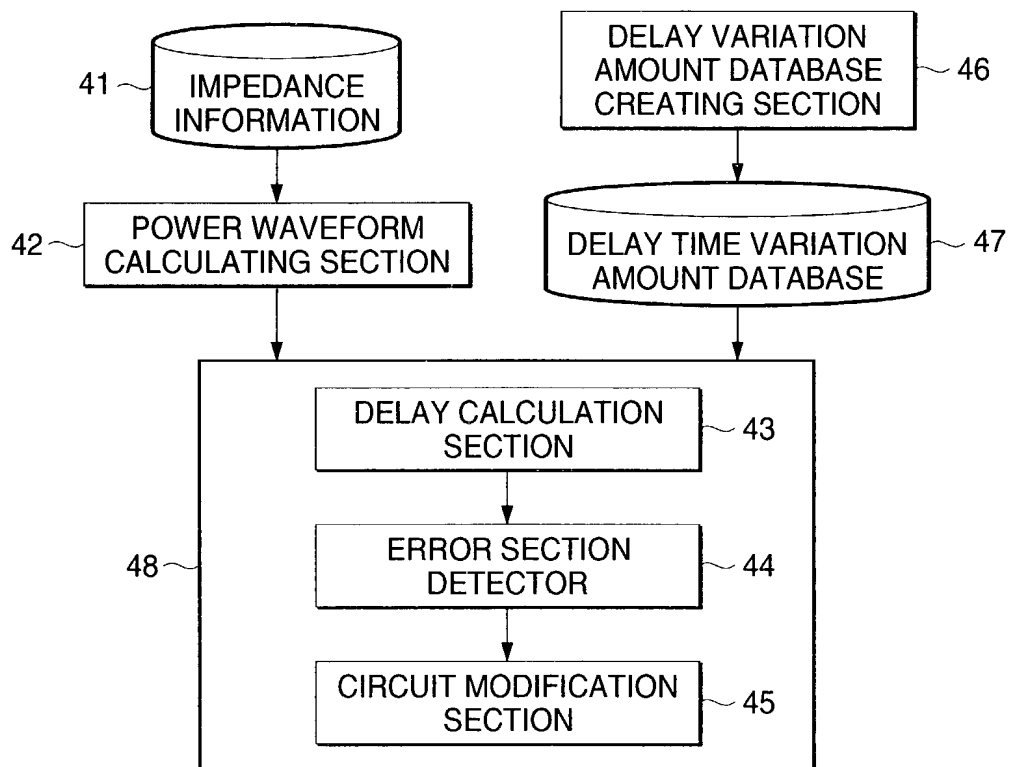 41
IMPEDANCE
INFORMATION
DELAY VARIATION
AMOUNT DATABASE
CREATING SECTION
46
42
POWER WAVEFORM
CALCULATING SECTION
DELAY TIME VARIATION
AMOUNT DATABASE
47
48
DELAY CALCULATION
SECTION
43
ERROR SECTION
DETECTOR
44
CIRCUIT MODIFICATION
SECTION
45